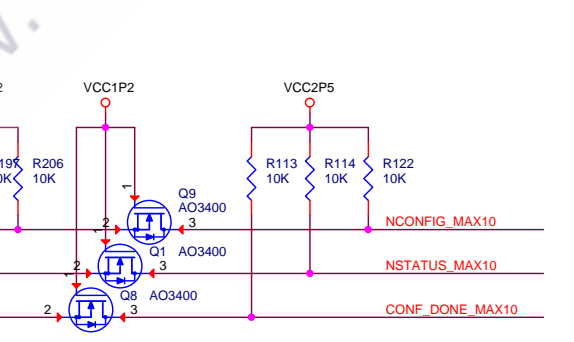 2
VCC1P2
VCC2P5
R206
10K
R113
10K
R114
10K
R122
10K
1
Q9
AO3400
2
3
NCONFIG_MAX10
1
Q1
AO3400
2
3
NSTATUS_MAX10
1
Q8
AO3400
2
3
CONF_DONE_MAX10